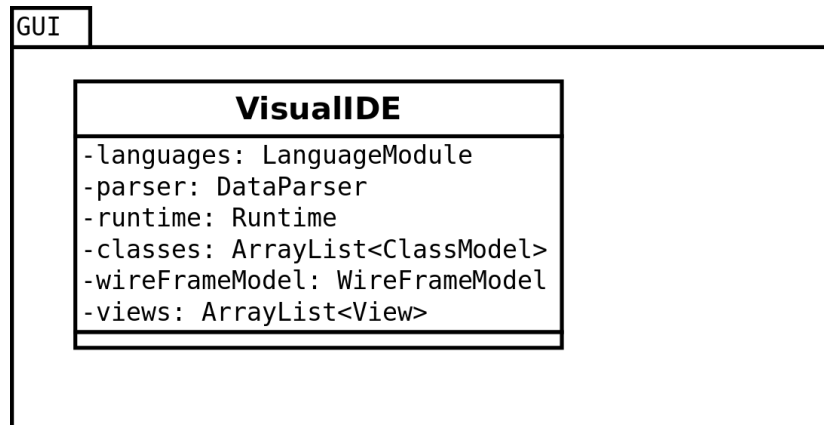 GUI
VisualIDE
-languages: LanguageModule
-parser: DataParser
-runtime: Runtime
-classes: ArrayList<ClassModel>
-wireFrameModel: WireFrameModel
-views: ArrayList<View>